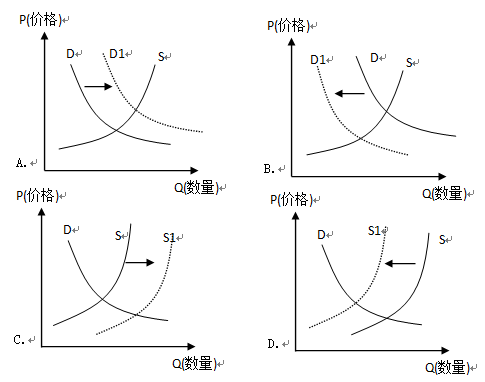 P(价格)↵
D↵ D1↵ S↵
A.↵
Q(数量)↵
P(价格)↵
D1↵ D↵ S↵
B.↵
Q(数量)↵
P(价格)↵
D↵ S↵ S1↵
C.↵
Q(数量)↵
P(价格)↵
D↵ S1↵ S↵
D.↵
Q(数量)↵